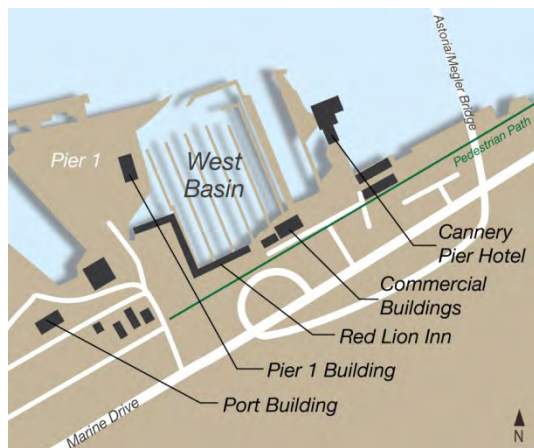 Astoria/Megler Bridge
Pier 1
West
Basin
Pedestrian Path
Cannery
Pier Hotel
Commercial
Buildings
Red Lion Inn
Pier 1 Building
Port Building
Marine Drive
N